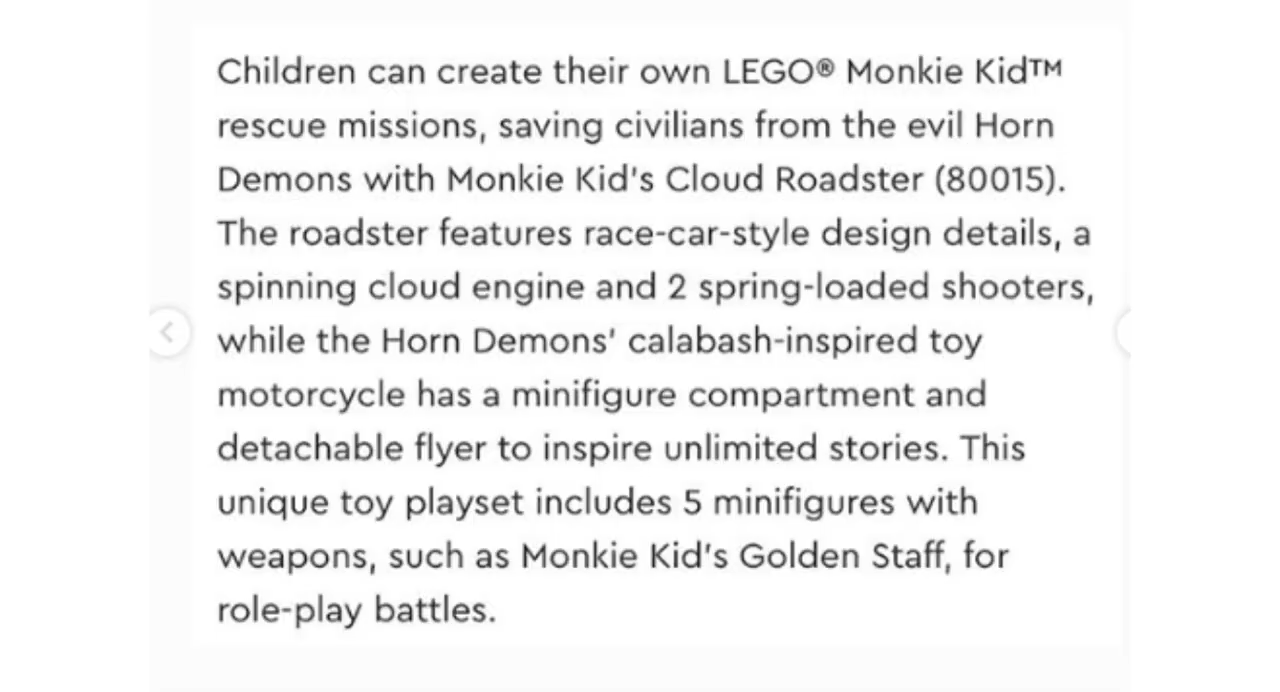 Children can create their own LEGO® Monkie Kid™
rescue missions, saving civilians from the evil Horn
Demons with Monkie Kid's Cloud Roadster (80015).
The roadster features race-car-style design details, a
spinning cloud engine and 2 spring-loaded shooters,
while the Horn Demons' calabash-inspired toy
motorcycle has a minifigure compartment and
detachable flyer to inspire unlimited stories. This
unique toy playset includes 5 minifigures with
weapons, such as Monkie Kid's Golden Staff, for
role-play battles.